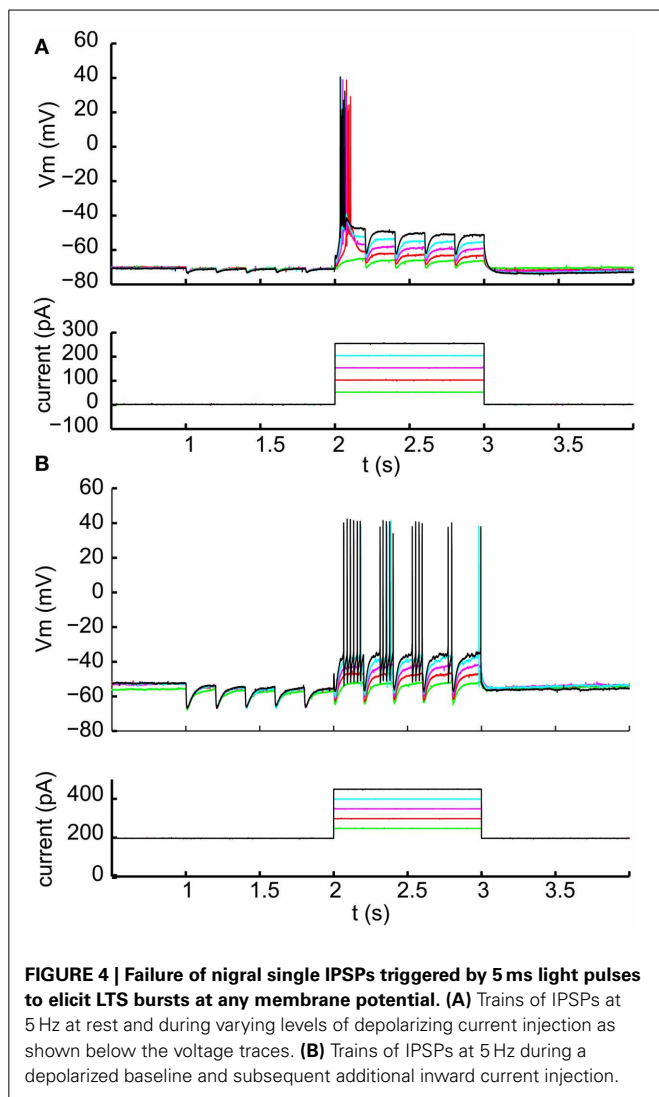 A
60
40
20
0
−20
−40
−60
−80
Vm (mV)
300
200
100
0
−100
current (pA)
1 1.5 2 2.5 3 3.5
t (s)
B
60
40
20
0
−20
−40
−60
−80
Vm (mV)
400
200
0
current (pA)
1 1.5 2 2.5 3 3.5
t (s)
FIGURE 4 | Failure of nigral single IPSPs triggered by 5 ms light pulses
to elicit LTS bursts at any membrane potential. (A) Trains of IPSPs at
5 Hz at rest and during varying levels of depolarizing current injection as
shown below the voltage traces. (B) Trains of IPSPs at 5 Hz during a
depolarized baseline and subsequent additional inward current injection.